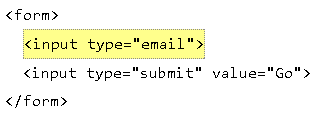 <form>
<input type="email">
<input type="submit" value="Go">
</form>